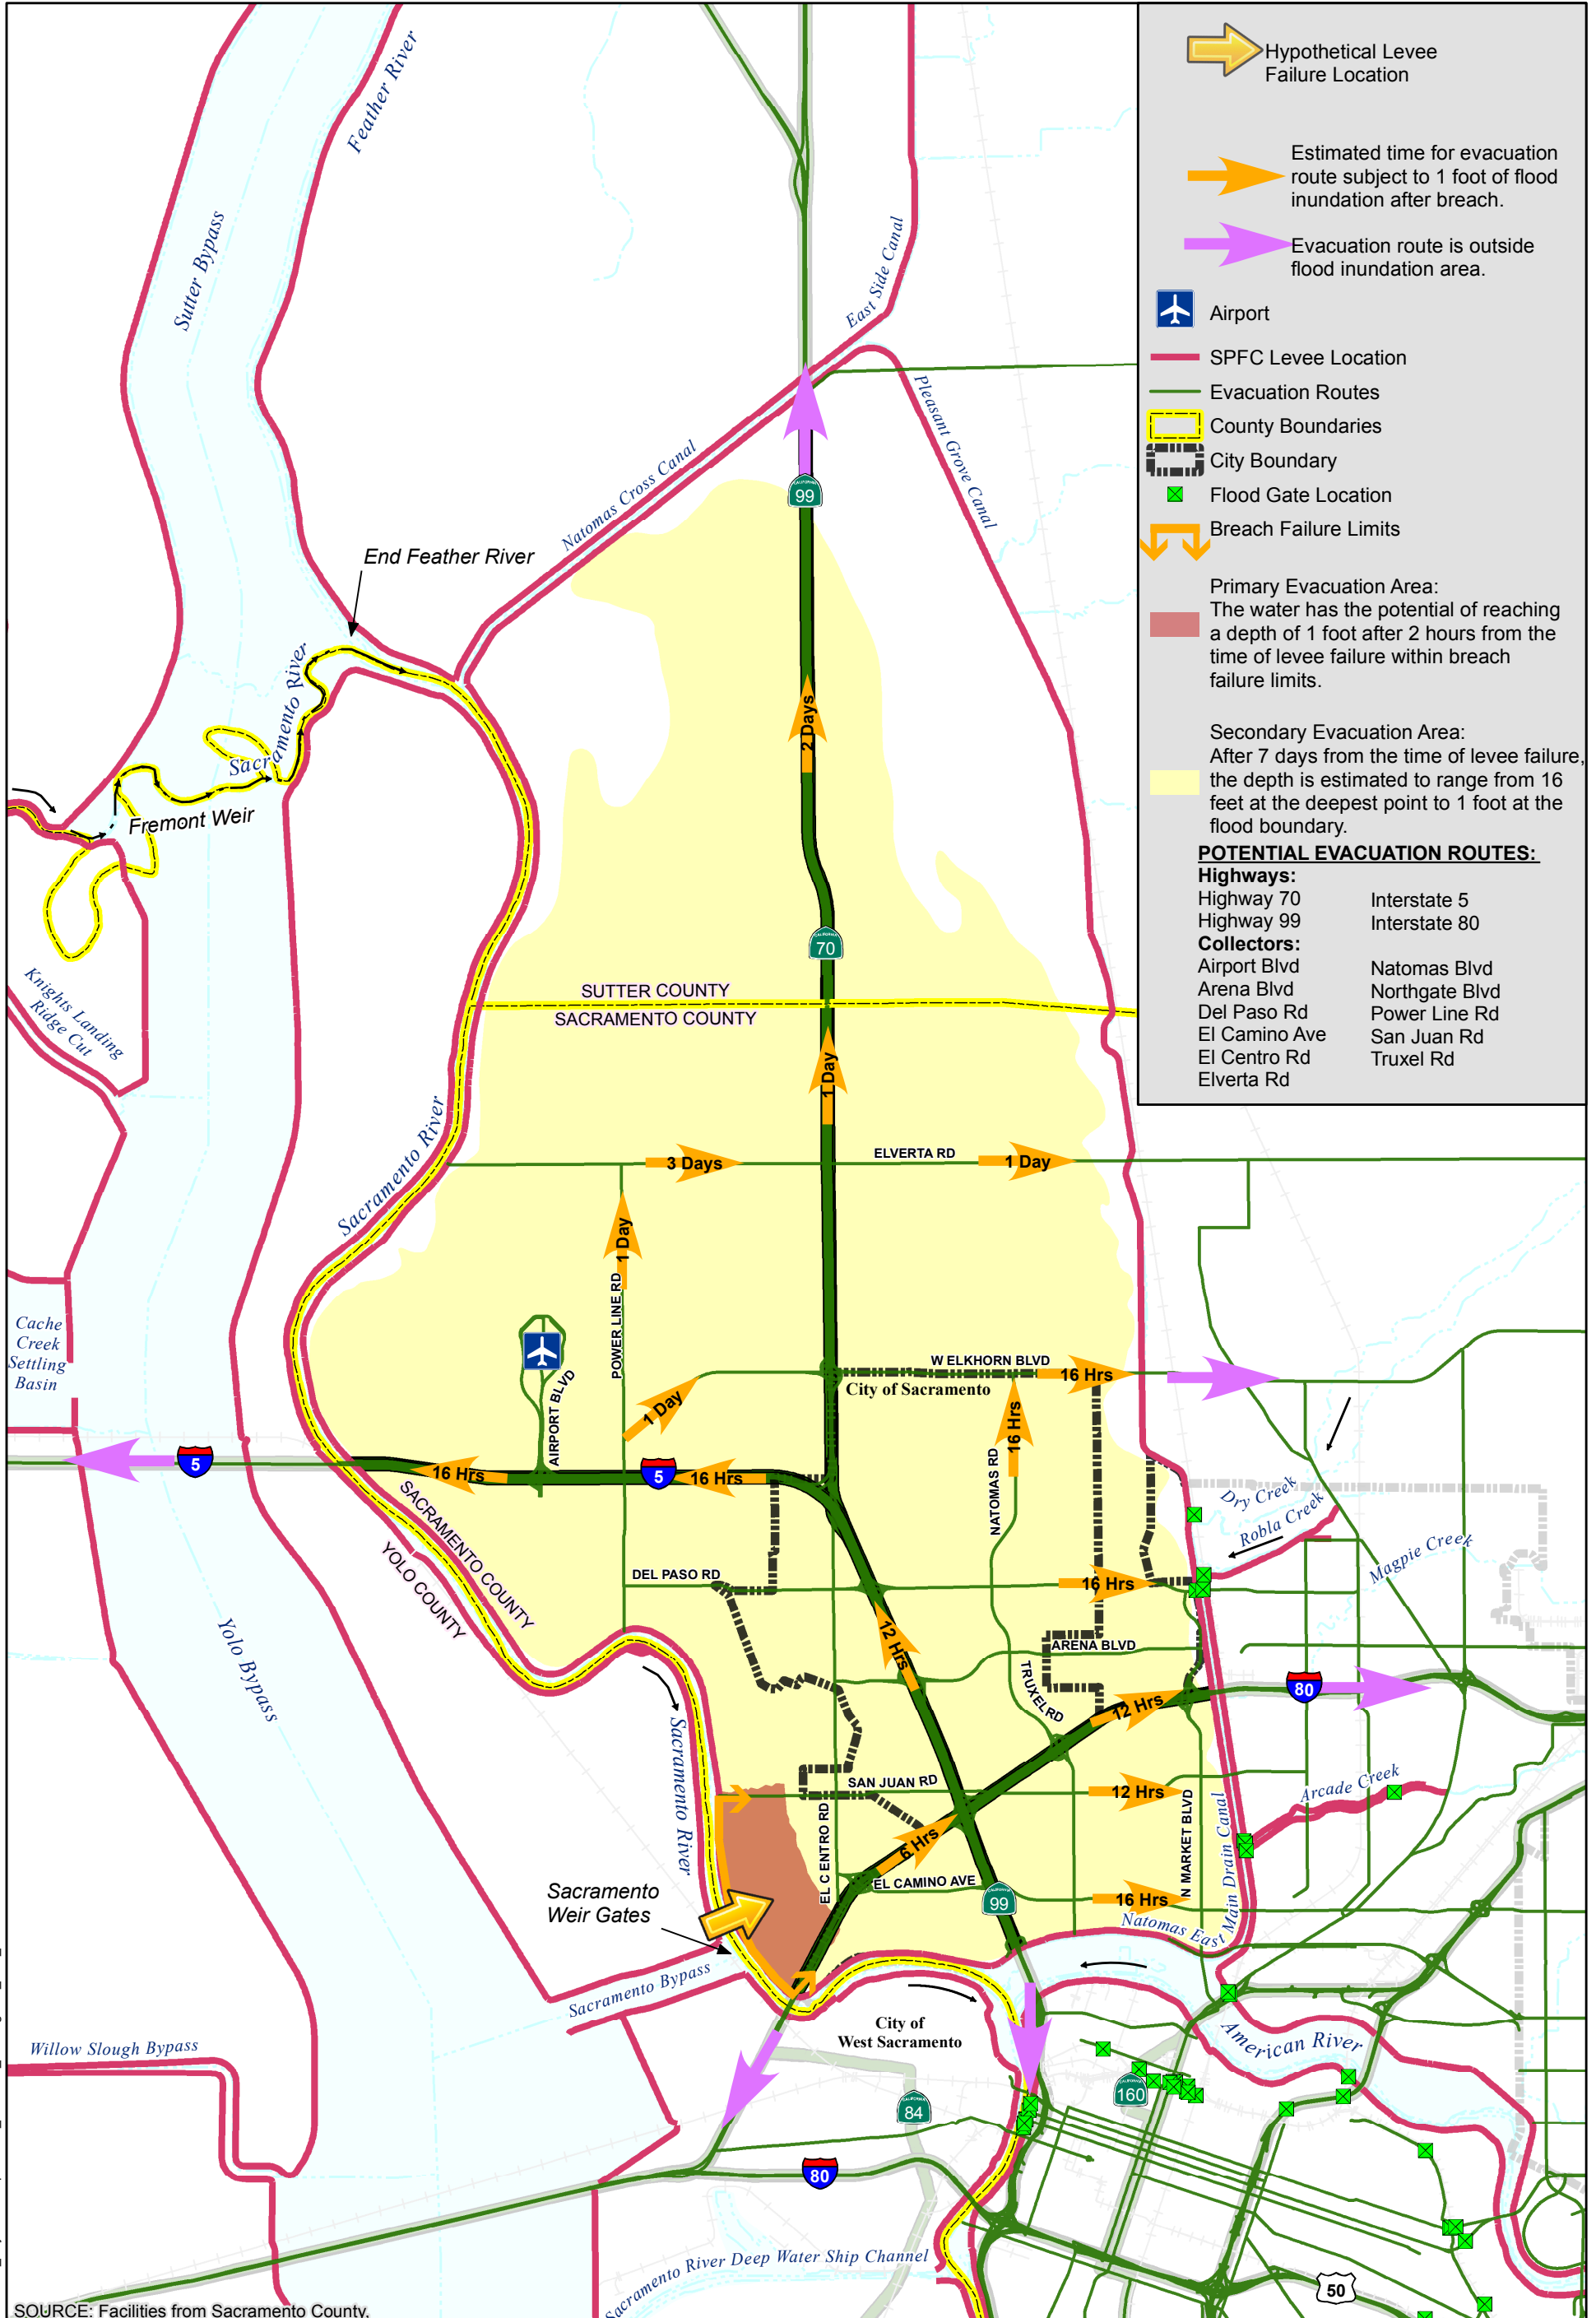 Hypothetical Levee
Failure Location
Estimated time for evacuation
route subject to 1 foot of flood
inundation after breach.
Evacuation route is outside
flood inundation area.
Airport
SPFC Levee Location
Evacuation Routes
County Boundaries
City Boundary
Flood Gate Location
Breach Failure Limits
Primary Evacuation Area:
The water has the potential of reaching
a depth of 1 foot after 2 hours from the
time of levee failure within breach
failure limits.
Secondary Evacuation Area:
After 7 days from the time of levee failure,
the depth is estimated to range from 16
feet at the deepest point to 1 foot at the
flood boundary.
POTENTIAL EVACUATION ROUTES:
Highways:
Highway 70
Highway 99
Interstate 5
Interstate 80
Collectors:
Airport Blvd
Arena Blvd
Del Paso Rd
El Camino Ave
El Centro Rd
Elverta Rd
Natomas Blvd
Northgate Blvd
Power Line Rd
San Juan Rd
Truxel Rd
Feather River
Sutter Bypass
East Side Canal
Pleasant Grove Canal
Natomas Cross Canal
CALIFORNIA
99
End Feather River
Sacramento River
Fremont Weir
2 Days
CALIFORNIA
70
Knights Landing
Ridge Cut
SUTTER COUNTY
SACRAMENTO COUNTY
1 Day
Sacramento River
3 Days
ELVERTA RD
1 Day
1 Day
POWER LINE RD
Cache
Creek
Settling
Basin
AIRPORT BLVD
1 Day
W ELKHORN BLVD
16 Hrs
City of Sacramento
16 Hrs
NATOMAS RD
5
16 Hrs
5
16 Hrs
SACRAMENTO COUNTY
YOLO COUNTY
Dry Creek
Robla Creek
Magpie Creek
DEL PASO RD
16 Hrs
12 Hrs
ARENA BLVD
TRUXEL RD
Yolo Bypass
80
12 Hrs
Sacramento River
SAN JUAN RD
12 Hrs
Arcade Creek
EL C ENTRO RD
6 Hrs
N MARKET BLVD
EL CAMINO AVE
16 Hrs
Sacramento
Weir Gates
CALIFORNIA
99
Natomas East Main Drain Canal
Sacramento Bypass
City of
West Sacramento
American River
Willow Slough Bypass
CALIFORNIA
84
CALIFORNIA
160
80
Sacramento River Deep Water Ship Channel
50
SOURCE: Facilities from Sacramento County,